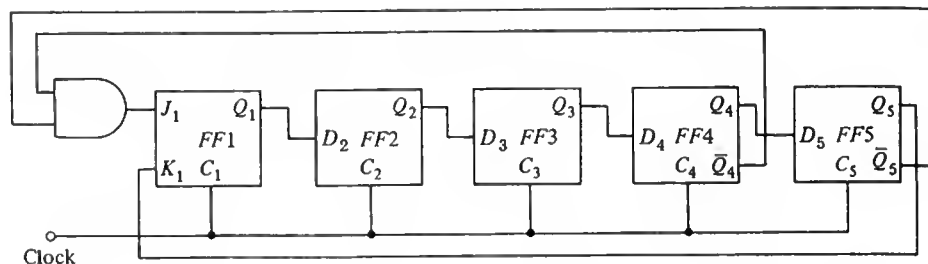 J₁ Q₁ Q₂ Q₃ Q₄ Q₅
D₂ FF2 D₃ FF3 D₄ FF4 D₅ FF5
FF1
K₁ C₁ C₂ C₃ C₄ Q̅₄ C₅ Q̅₅
Clock